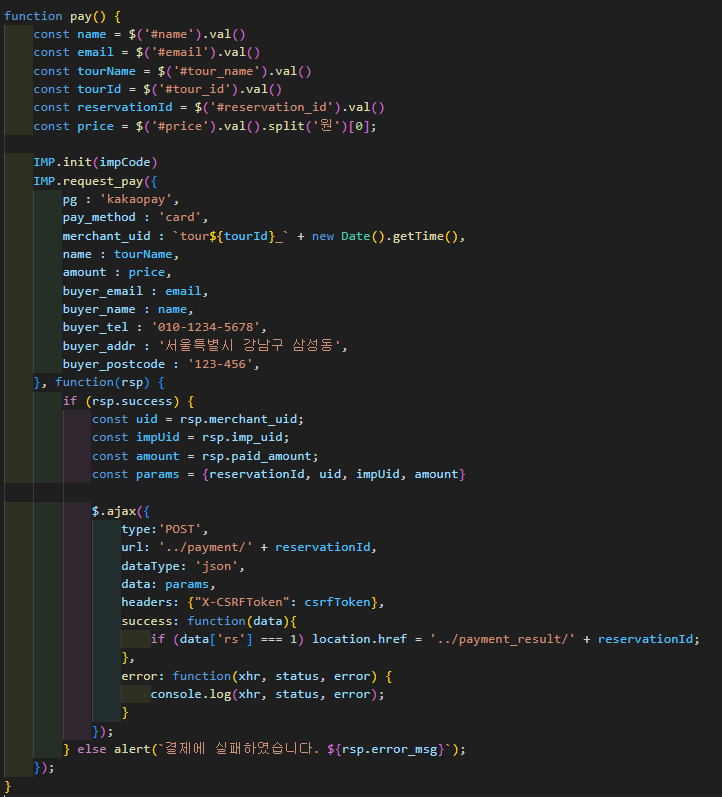 function pay() {
    const name = $('#name').val()
    const email = $('#email').val()
    const tourName = $('#tour_name').val()
    const tourId = $('#tour_id').val()
    const reservationId = $('#reservation_id').val()
    const price = $('#price').val().split('원')[0];
    IMP.init(impCode)
    IMP.request_pay({
        pg : 'kakaopay',
        pay_method : 'card',
        merchant_uid : `tour${tourId}_` + new Date().getTime(),
        name : tourName,
        amount : price,
        buyer_email : email,
        buyer_name : name,
        buyer_tel : '010-1234-5678',
        buyer_addr : '서울특별시 강남구 삼성동',
        buyer_postcode : '123-456',
    }, function(rsp) {
        if (rsp.success) {
            const uid = rsp.merchant_uid;
            const impUid = rsp.imp_uid;
            const amount = rsp.paid_amount;
            const params = {reservationId, uid, impUid, amount}
            $.ajax({
                type:'POST',
                url: '../payment/' + reservationId,
                dataType: 'json',
                data: params,
                headers: {"X-CSRFToken": csrfToken},
                success: function(data){
                    if (data['rs'] === 1) location.href = '../payment_result/' + reservationId;
                },
                error: function(xhr, status, error) {
                    console.log(xhr, status, error);
                }
            });
        } else alert(`결제에 실패하였습니다. ${rsp.error_msg}`);
    });
}